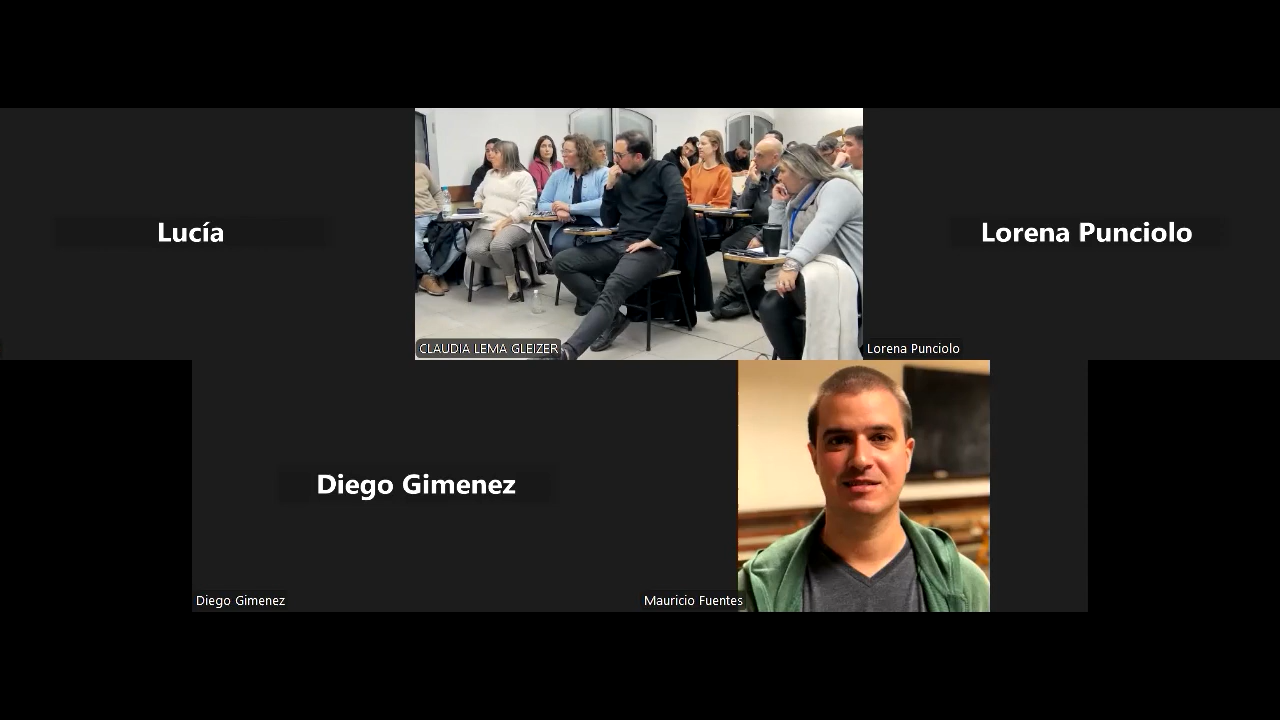 Lucía
CLAUDIA LEMA GLEIZER
Lorena Punciolo
Lorena Punciolo
Diego Gimenez
Diego Gimenez
Mauricio Fuentes